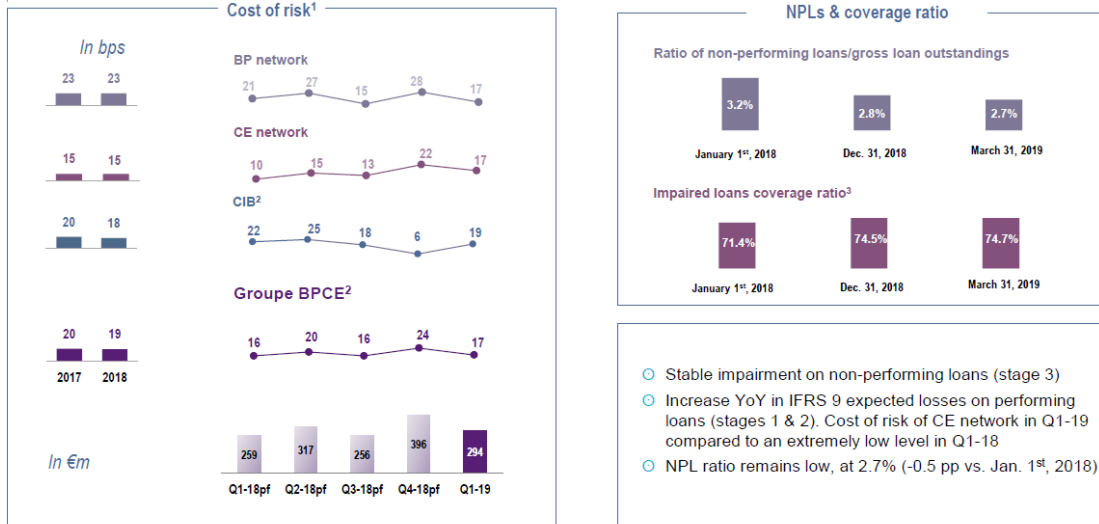 Cost of risk¹
In bps
23 23
BP network
21 27 15 28 17
15 15
CE network
10 15 13 22 17
20 18
CIB²
22 25 18 6 19
Groupe BPCE²
20 19
16 20 16 24 17
2017 2018
In €m
259 317 256 396 294
Q1-18pf Q2-18pf Q3-18pf Q4-18pf Q1-19
NPLs & coverage ratio
Ratio of non-performing loans/gross loan outstandings
3.2% 2.8% 2.7%
January 1st, 2018 Dec. 31, 2018 March 31, 2019
Impaired loans coverage ratio³
71.4% 74.5% 74.7%
January 1st, 2018 Dec. 31, 2018 March 31, 2019
Stable impairment on non-performing loans (stage 3)
Increase YoY in IFRS 9 expected losses on performing
loans (stages 1 & 2). Cost of risk of CE network in Q1-19
compared to an extremely low level in Q1-18
NPL ratio remains low, at 2.7% (-0.5 pp vs. Jan. 1st, 2018)